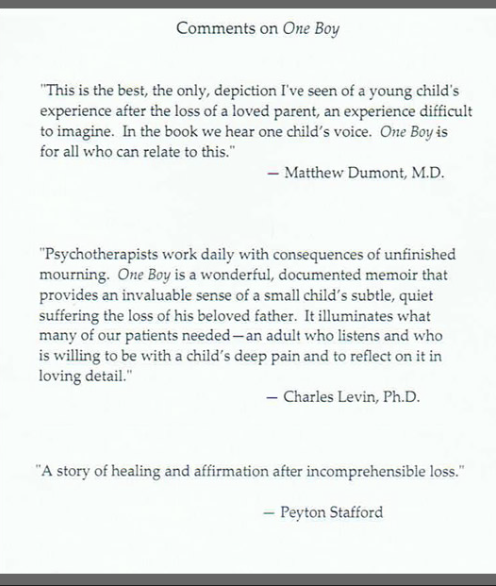 Comments on One Boy
"This is the best, the only, depiction I've seen of a young child's
experience after the loss of a loved parent, an experience difficult
to imagine. In the book we hear one child's voice. One Boy is
for all who can relate to this."
— Matthew Dumont, M.D.
"Psychotherapists work daily with consequences of unfinished
mourning. One Boy is a wonderful, documented memoir that
provides an invaluable sense of a small child's subtle, quiet
suffering the loss of his beloved father. It illuminates what
many of our patients needed—an adult who listens and who
is willing to be with a child's deep pain and to reflect on it in
loving detail."
— Charles Levin, Ph.D.
"A story of healing and affirmation after incomprehensible loss."
— Peyton Stafford